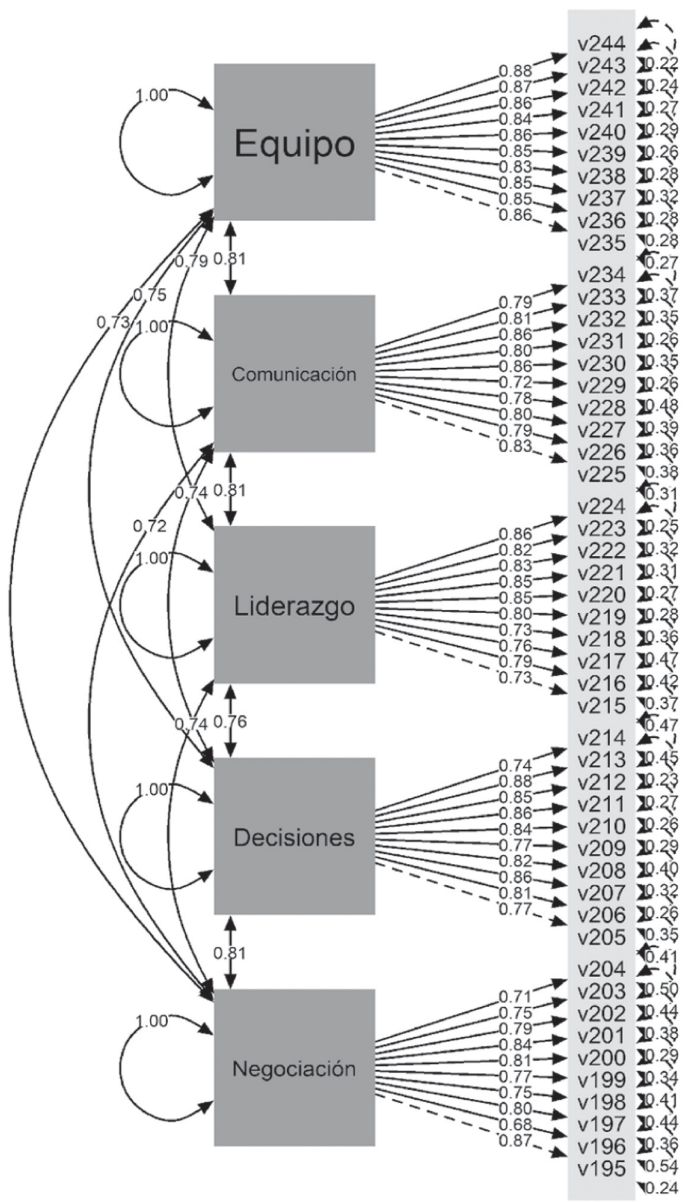 v244
v243 0.22
0.88 v242 0.24
0.87 v241 0.27
1.00 0.86 v240 0.29
0.84 v239 0.26
Equipo 0.86 v238 0.28
0.85 v237 0.32
0.83 v236 0.28
0.85 v235 0.28
0.85
0.86
0.79 0.81 0.27
v234
0.75 v233 0.37
0.79 v232 0.35
0.73 1.00 0.81 v231 0.26
0.86 v230 0.35
0.80 v229 0.26
Comunicación 0.86 v228 0.48
0.72 v227 0.39
0.78 v226 0.36
0.80 v225 0.38
0.79
0.83
0.74 0.81 0.31
v224
0.72 v223 0.25
0.86 v222 0.32
1.00 0.82 v221 0.31
0.83 v220 0.27
0.85 v219 0.28
Liderazgo 0.85 v218 0.36
0.80 v217 0.47
0.73 v216 0.42
0.76 v215 0.37
0.79
0.73
0.74 0.76 0.47
v214
v213 0.45
0.74 v212 0.23
1.00 0.88 v211 0.27
0.85 v210 0.26
0.86 v209 0.29
Decisiones 0.84 v208 0.40
0.77 v207 0.32
0.82 v206 0.26
0.86 v205 0.35
0.81
0.77
0.81 0.41
v204
v203 0.50
0.71 v202 0.44
1.00 0.75 v201 0.38
0.79 v200 0.29
0.84 v199 0.34
Negociación 0.81 v198 0.41
0.77 v197 0.44
0.75 v196 0.36
0.80 v195 0.54
0.68
0.87 0.24